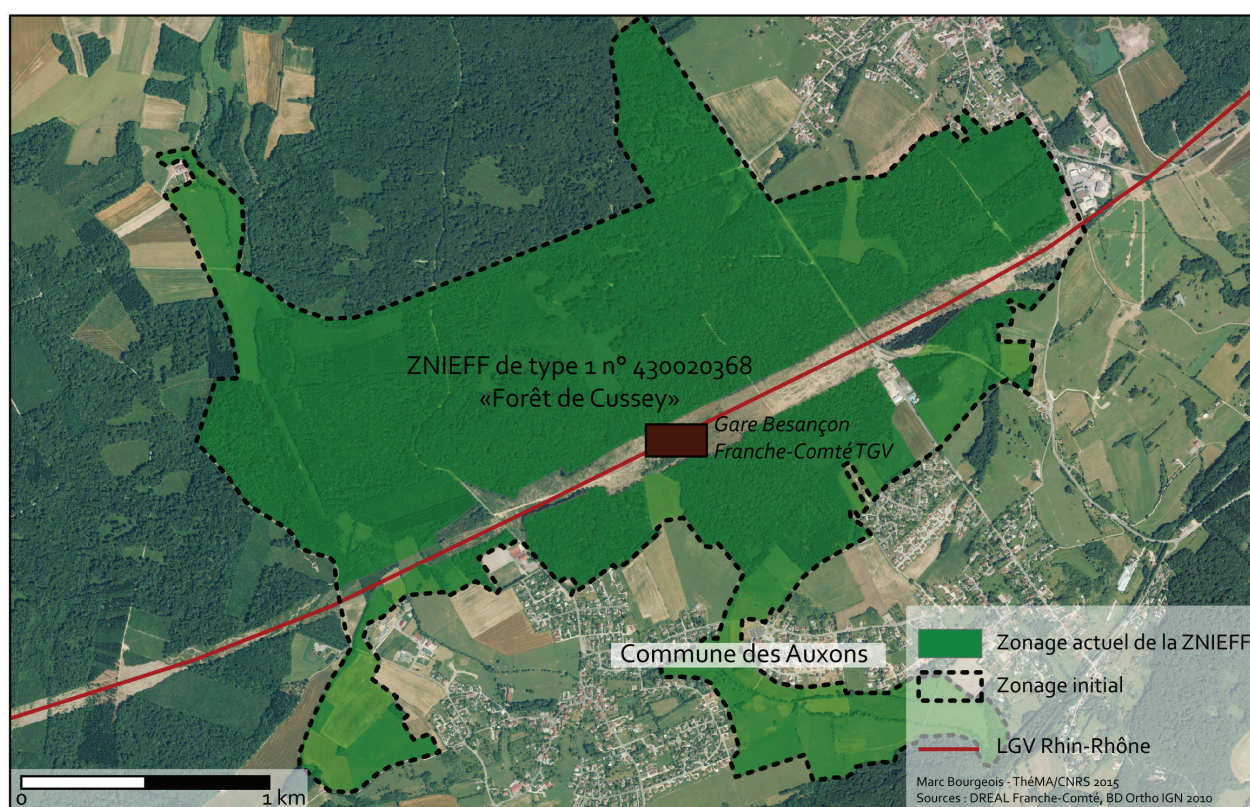 ZNIEFF de type 1 n° 430020368
«Forêt de Cussey»
Gare Besançon
Franche-Comté TGV
Commune des Auxons
Zonage actuel de la ZNIEFF
Zonage initial
LGV Rhin-Rhône
Marc Bourgeois - ThéMA/CNRS 2015
Sources : DREAL Franche-Comté, BD Ortho IGN 2010
0 1 km